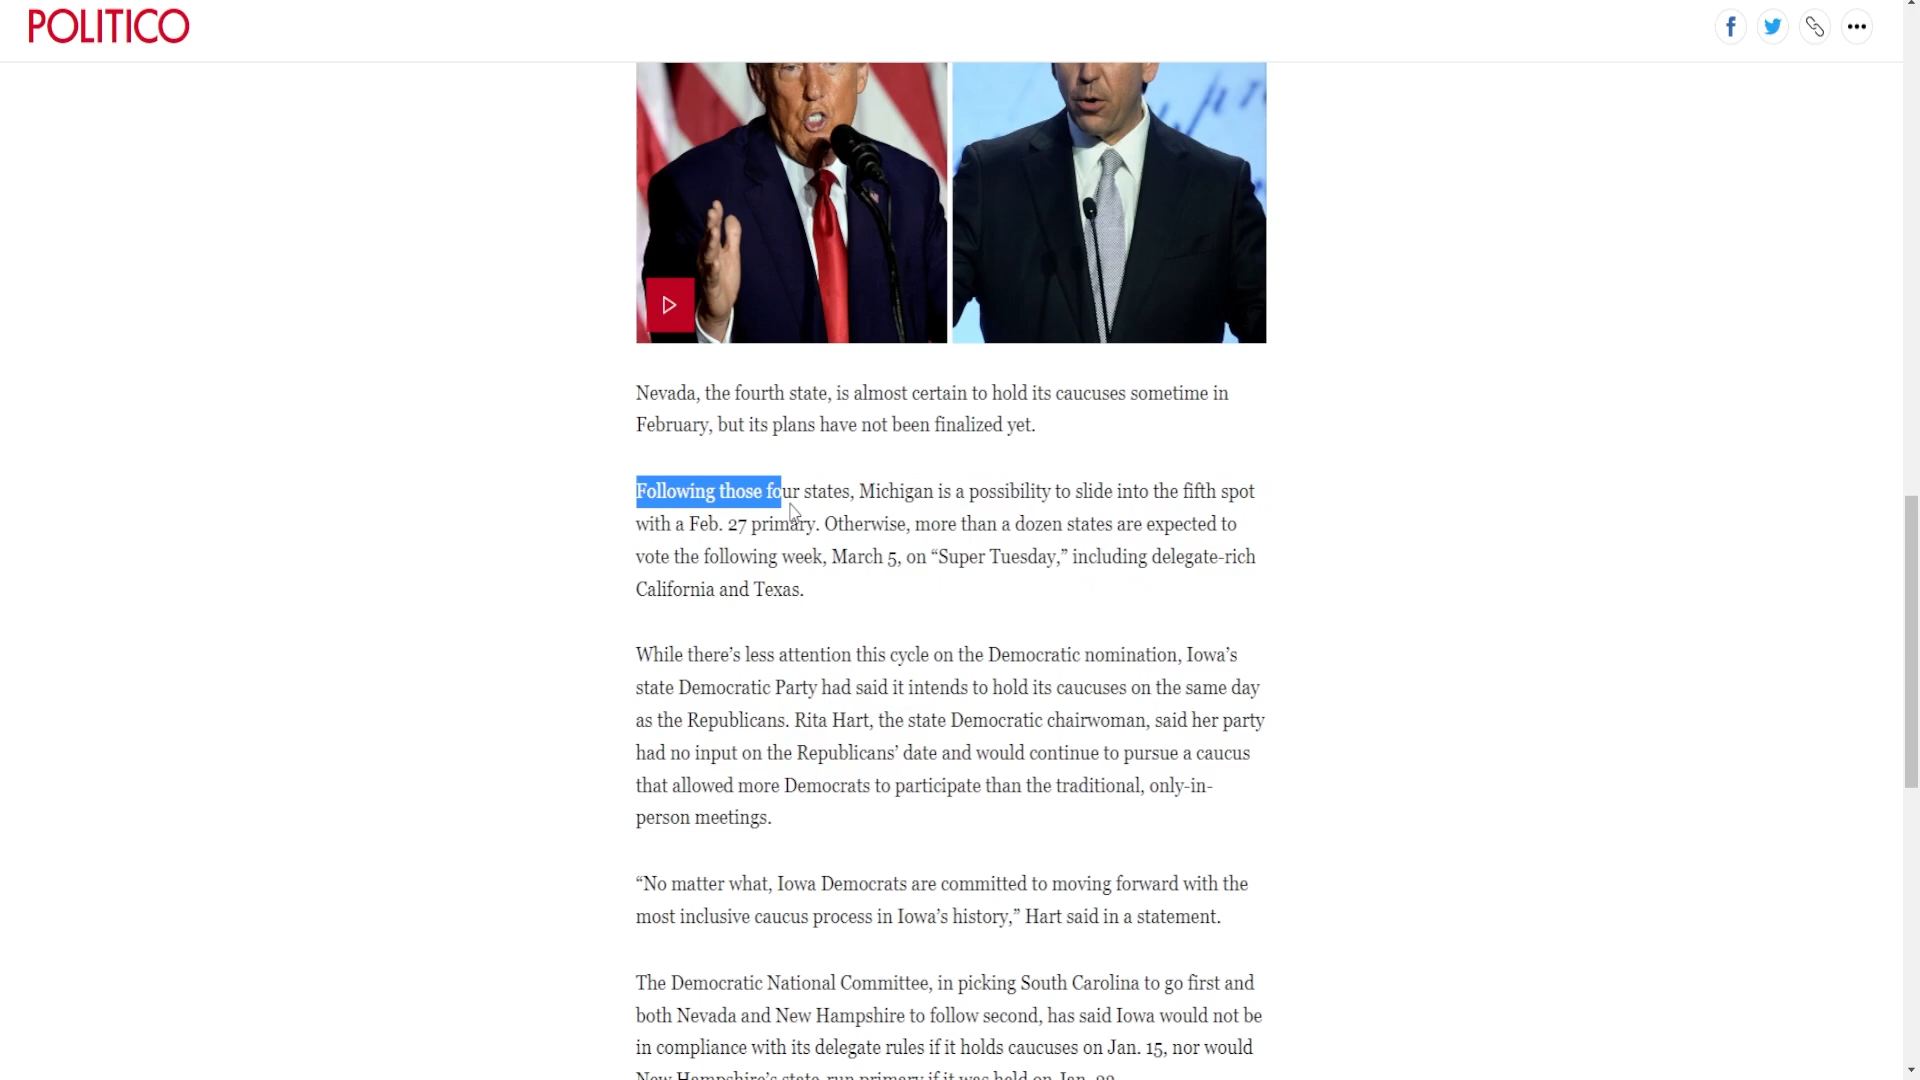 POLITICO
Nevada, the fourth state, is almost certain to hold its caucuses sometime in
February, but its plans have not been finalized yet.
Following those four states, Michigan is a possibility to slide into the fifth spot
with a Feb. 27 primary. Otherwise, more than a dozen states are expected to
vote the following week, March 5, on “Super Tuesday,” including delegate-rich
California and Texas.
While there’s less attention this cycle on the Democratic nomination, Iowa’s
state Democratic Party had said it intends to hold its caucuses on the same day
as the Republicans. Rita Hart, the state Democratic chairwoman, said her party
had no input on the Republicans’ date and would continue to pursue a caucus
that allowed more Democrats to participate than the traditional, only-in-
person meetings.
“No matter what, Iowa Democrats are committed to moving forward with the
most inclusive caucus process in Iowa’s history,” Hart said in a statement.
The Democratic National Committee, in picking South Carolina to go first and
both Nevada and New Hampshire to follow second, has said Iowa would not be
in compliance with its delegate rules if it holds caucuses on Jan. 15, nor would
New Hampshire’s state-run primary if it was held on Jan.